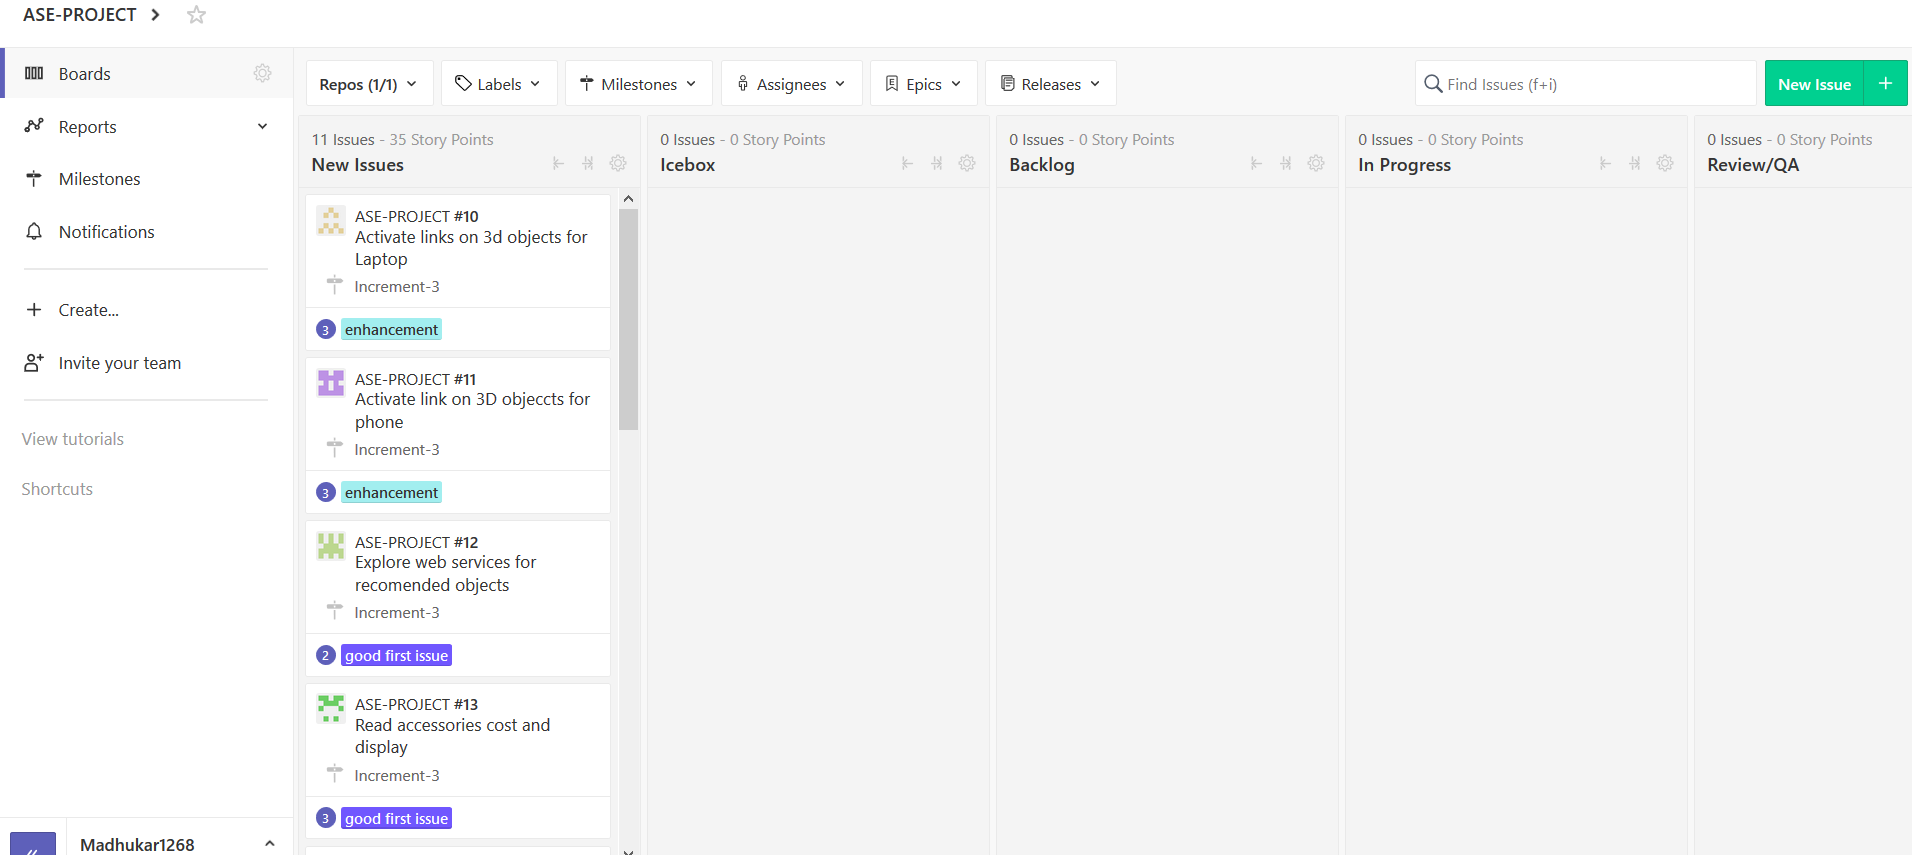 ASE-PROJECT
Boards
Reports
Milestones
Notifications
Create...
Invite your team
View tutorials
Shortcuts
Madhukar1268
Repos (1/1) Labels Milestones Assignees Epics Releases Find Issues (f+i) New Issue +
11 Issues - 35 Story Points
New Issues
ASE-PROJECT #10
Activate links on 3d objects for
Laptop
Increment-3
3 enhancement
ASE-PROJECT #11
Activate link on 3D objeccts for
phone
Increment-3
3 enhancement
ASE-PROJECT #12
Explore web services for
recomended objects
Increment-3
2 good first issue
ASE-PROJECT #13
Read accessories cost and
display
Increment-3
3 good first issue
0 Issues - 0 Story Points
Icebox
0 Issues - 0 Story Points
Backlog
0 Issues - 0 Story Points
In Progress
0 Issues - 0 Story Points
Review/QA